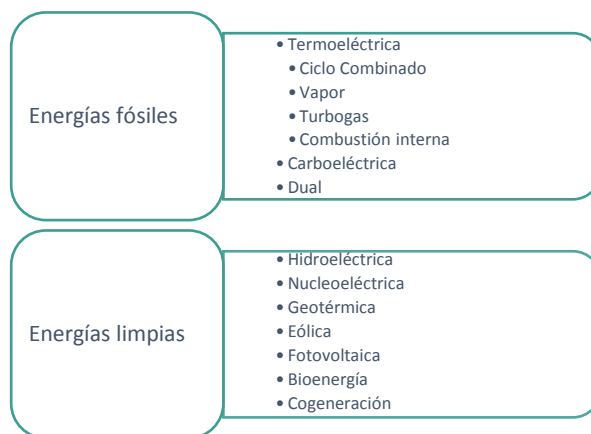 Energías fósiles
• Termoeléctrica
• Ciclo Combinado
• Vapor
• Turbogas
• Combustión interna
• Carboeléctrica
• Dual
Energías limpias
• Hidroeléctrica
• Nucleoeléctrica
• Geotérmica
• Eólica
• Fotovoltaica
• Bioenergía
• Cogeneración